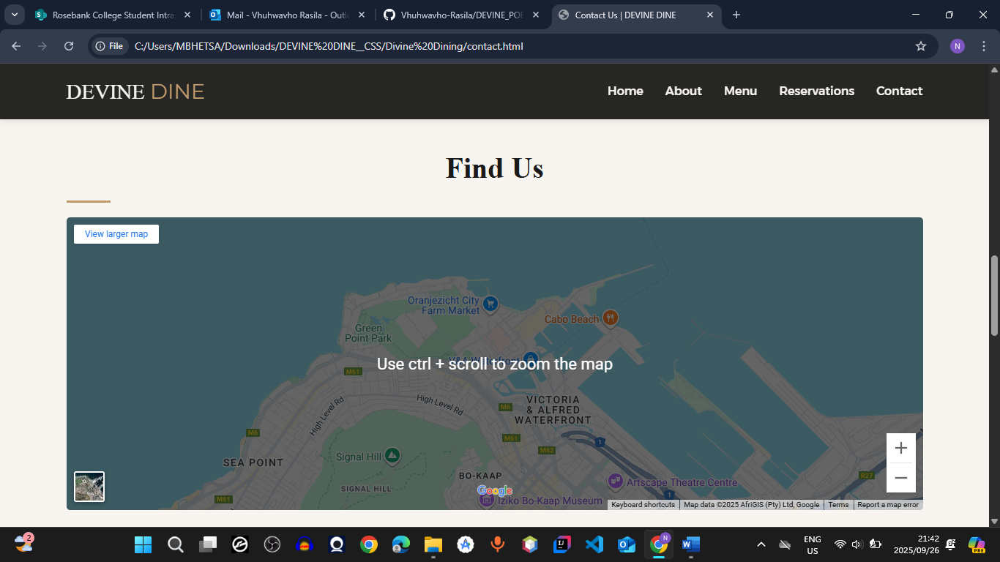 Rosebank College Student Intra
Mail - Vhuhwavho Rasila - Outl
Vhuhwavho-Rasila/DEVINE_POE
Contact Us | DEVINE DINE
File
C:/Users/MBHETSA/Downloads/DEVINE%20DINE__CSS/Divine%20Dining/contact.html
N
DEVINE DINE
Home
About
Menu
Reservations
Contact
Find Us
View larger map
Oranjezicht City
Farm Market
Cabo Beach
Green
Point Park
V&A Waterfront
Use ctrl + scroll to zoom the map
M61
High Level Rd
High Level Rd
M6
VICTORIA
& ALFRED
WATERFRONT
M6
M61
1
M62
Signal Hill
SEA POINT
BO-KAAP
R27
Artscape Theatre Centre
SIGNAL HILL
Google
1
M61
Iziko Bo-Kaap Museum
Keyboard shortcuts
Map data ©2025 AfriGIS (Pty) Ltd, Google
Terms
Report a map error
2
N
ENG
US
21:42
2025/09/26
PRE